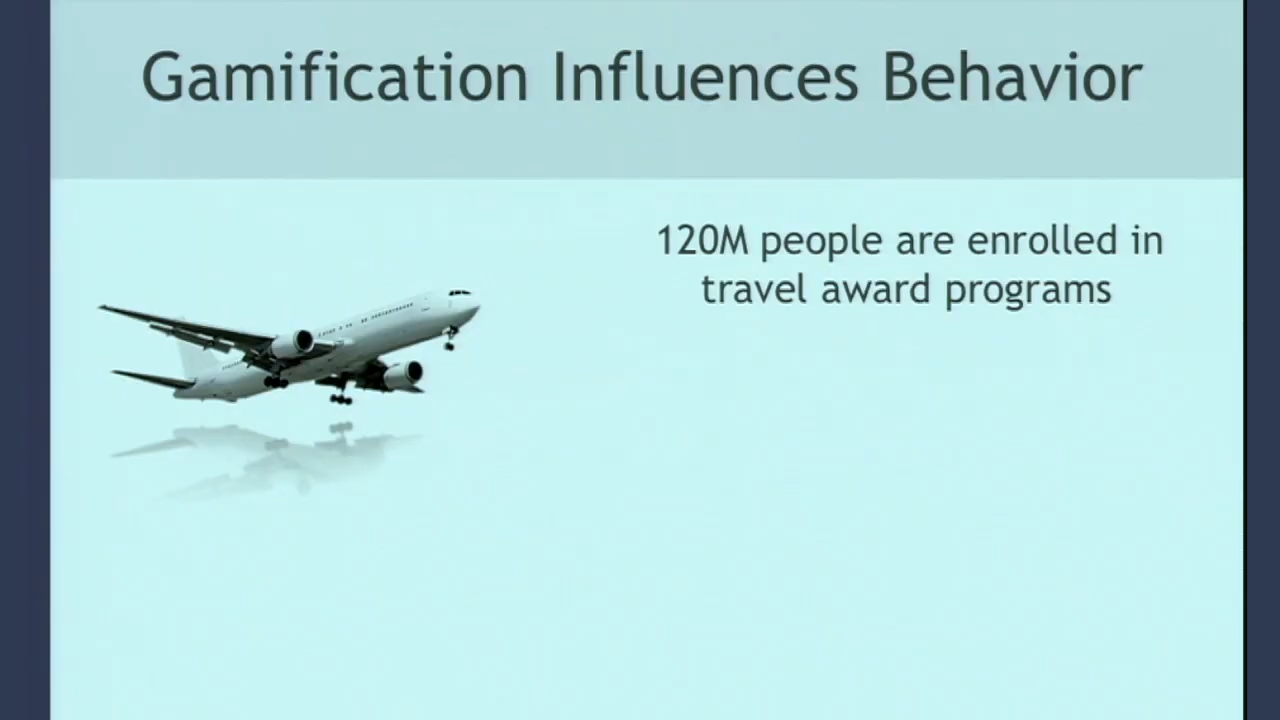 Gamification Influences Behavior
120M people are enrolled in
travel award programs